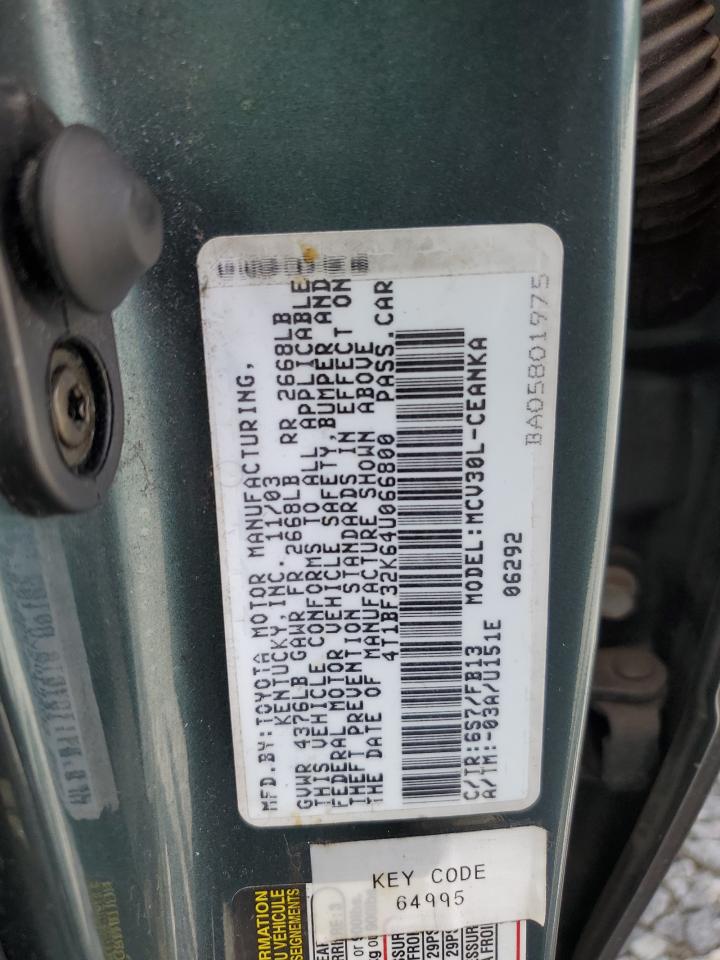 MFD.BY:TOYOTA MOTOR MANUFACTURING,
KENTUCKY,INC. 11/03
GVWR 4376LB GAWR FR 2668LB RR 2668LB
THIS VEHICLE CONFORMS TO ALL APPLICABLE
FEDERAL MOTOR VEHICLE SAFETY,BUMPER AND
THEFT PREVENTION STANDARDS IN EFFECT ON
THE DATE OF MANUFACTURE SHOWN ABOVE
4T1BF32K64U066800 PASS.CAR
C/TR:6S7/FB13 MODEL:MCV30L-CEANKA
A/TM:-03A/U151E 06292
BA05801975
KEY CODE
64995
VEHICULE
29PS
29PS